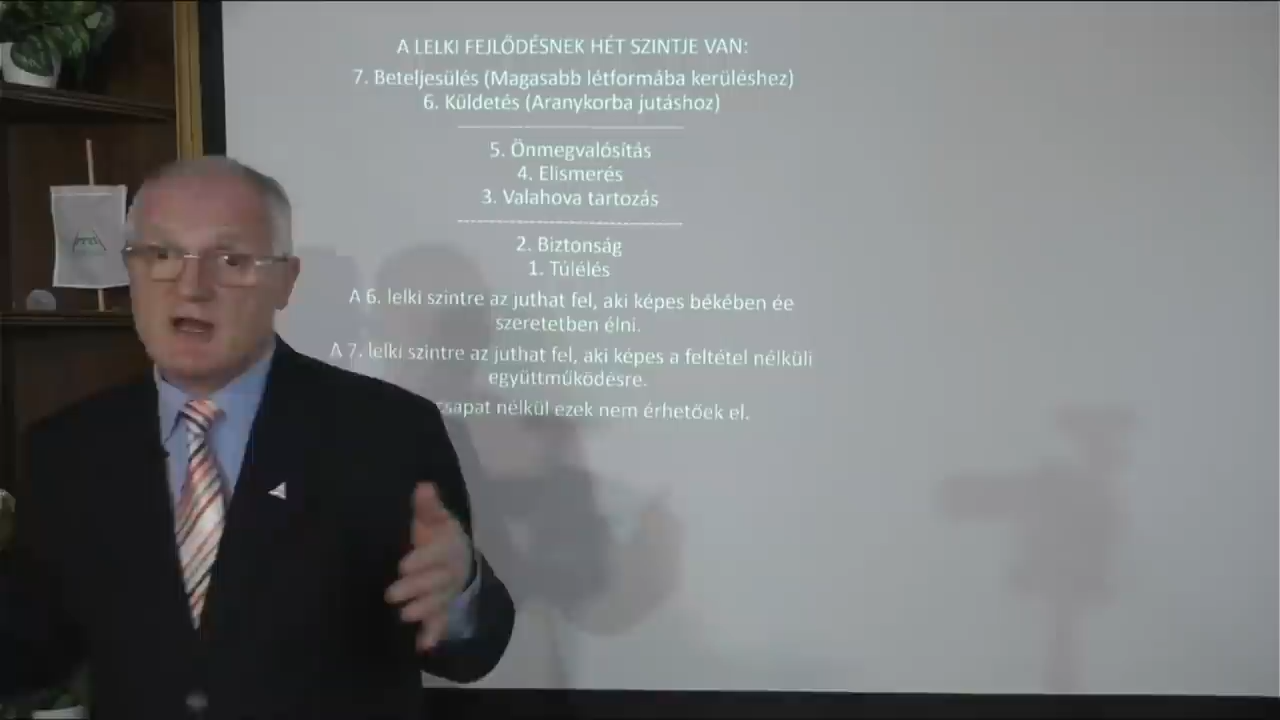 A LELKI FEJLŐDÉSNEK HÉT SZINTJE VAN:
7. Beteljesülés (Magasabb létformába kerüléshez)
6. Küldetés (Aranykorba jutáshoz)
5. Önmegvalósítás
4. Elismerés
3. Valahova tartozás
2. Biztonság
1. Túlélés
A 6. lelki szintre az juthat fel, aki képes békében ée
szeretetben élni.
A 7. lelki szintre az juthat fel, aki képes a feltétel nélküli
együttműködésre.
csapat nélkül ezek nem érhetőek el.